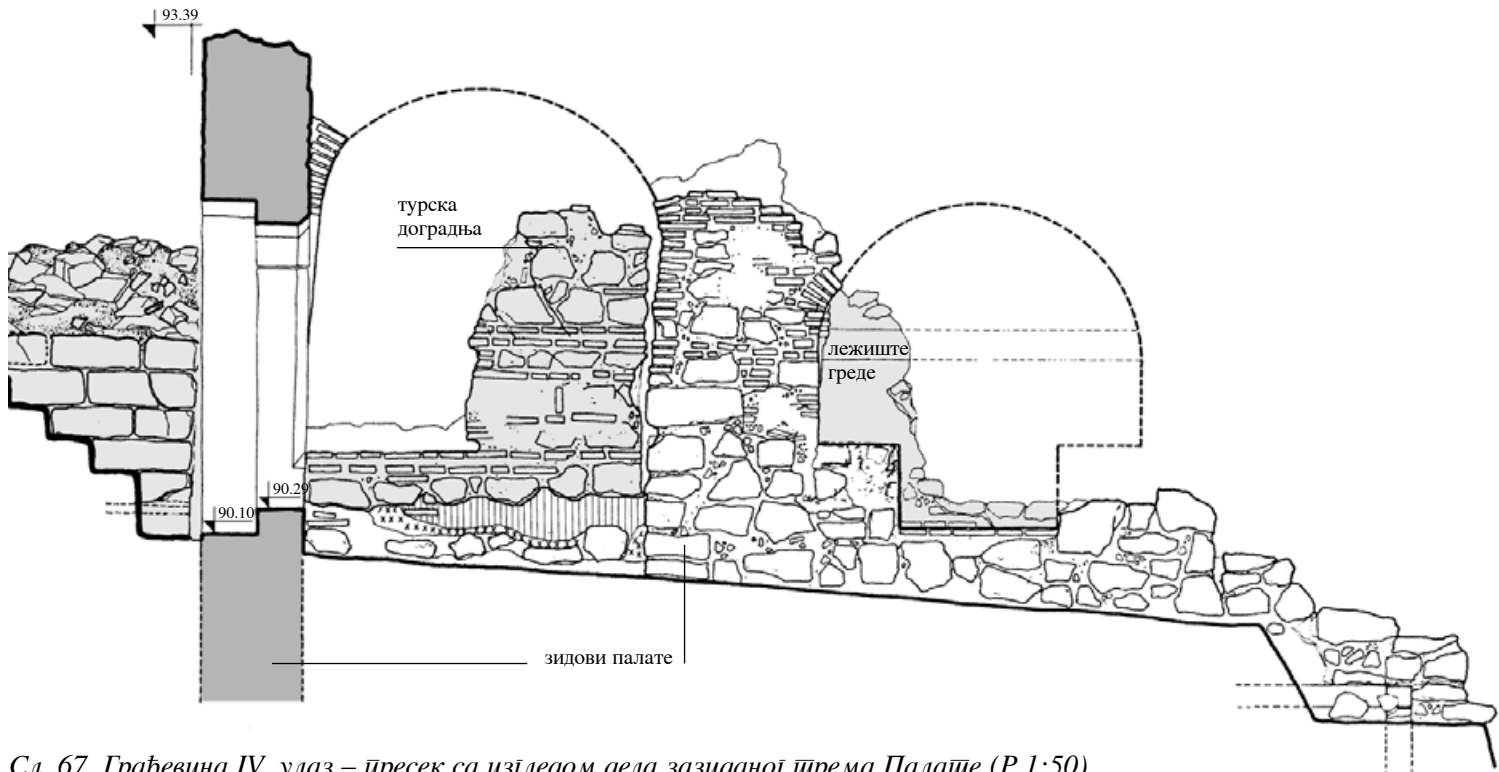 93.39
турска
доградња
лежиште
греде
90.29
90.10
зидови палате
Сл. 67 Грађевина IV, улаз – пресек са изгледом дела зазиданог трема Палате (Р 1:50)